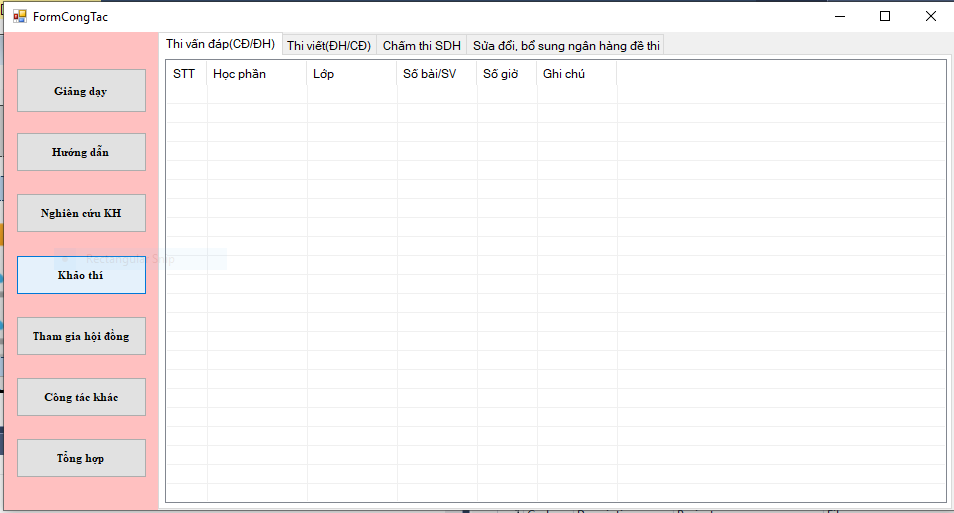 FormCongTac
Thi vấn đáp(CĐ/ĐH) Thi viết(ĐH/CĐ) Chấm thi SDH Sửa đổi, bổ sung ngân hàng đề thi
STT Học phần Lớp Số bài/SV Số giờ Ghi chú
Giảng dạy
Hướng dẫn
Nghiên cứu KH
Rectangular Snip
Khảo thí
Tham gia hội đồng
Công tác khác
Tổng hợp